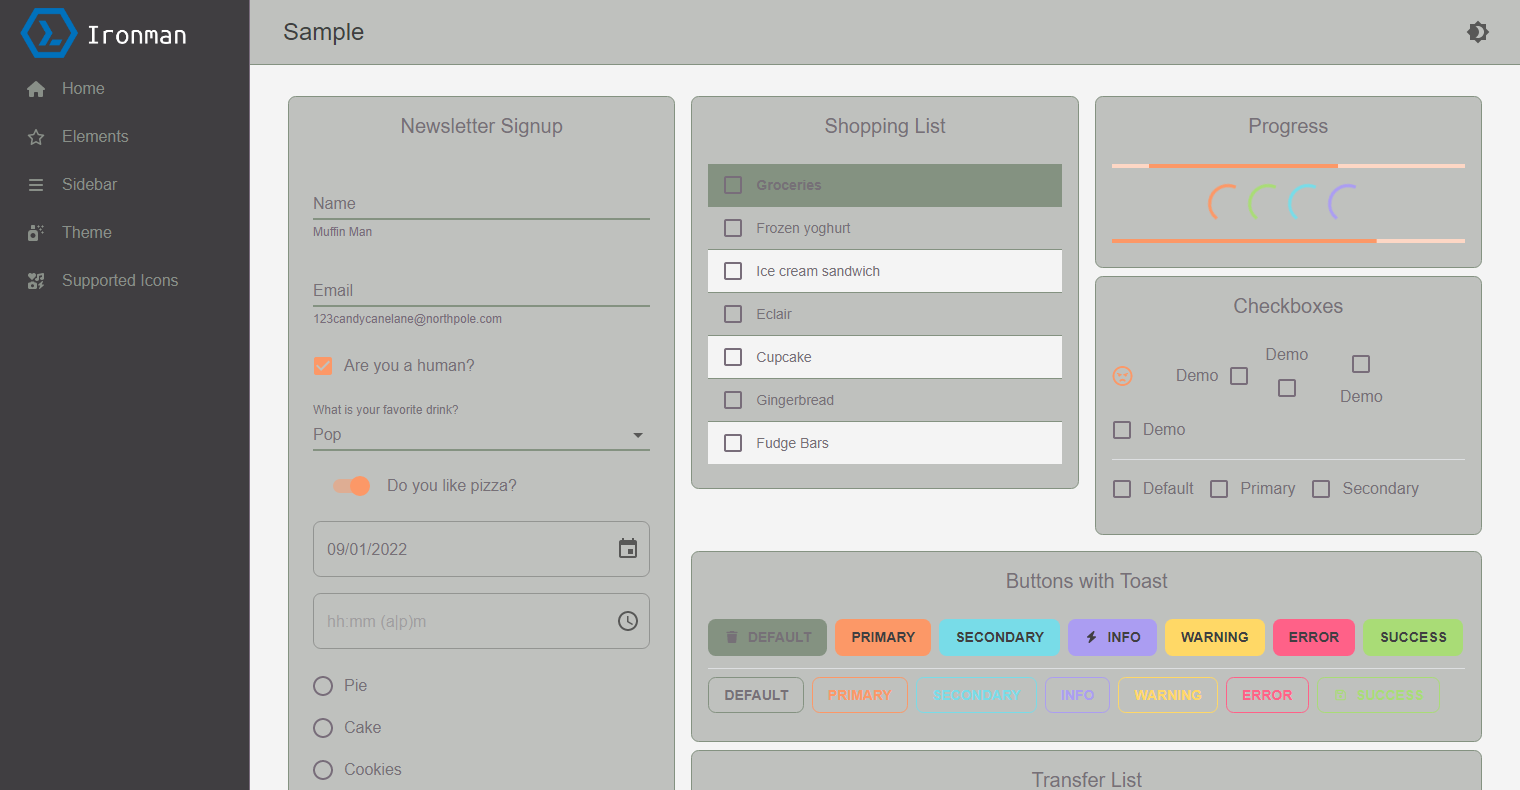 Ironman
Home
Elements
Sidebar
Theme
Supported Icons
Sample
Newsletter Signup
Name
Muffin Man
Email
123candycanelane@northpole.com
Are you a human?
What is your favorite drink?
Pop
Do you like pizza?
09/01/2022
hh:mm (a|p)m
Pie
Cake
Cookies
Shopping List
Groceries
Frozen yoghurt
Ice cream sandwich
Eclair
Cupcake
Gingerbread
Fudge Bars
Progress
Checkboxes
Demo
Demo
Demo
Demo
Default Primary Secondary
Buttons with Toast
DEFAULT PRIMARY SECONDARY INFO WARNING ERROR SUCCESS
DEFAULT PRIMARY SECONDARY INFO WARNING ERROR SUCCESS
Transfer List